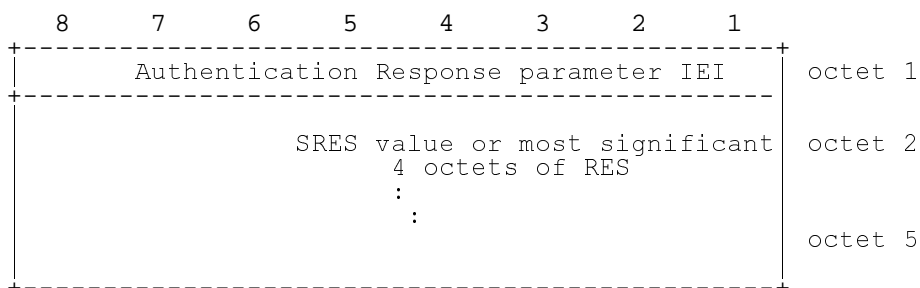 8 7 6 5 4 3 2 1
+-----------------------------------------------+
| Authentication Response parameter IEI | octet 1
+-----------------------------------------------
SRES value or most significant| octet 2
4 octets of RES
:
:
octet 5
+-----------------------------------------------+